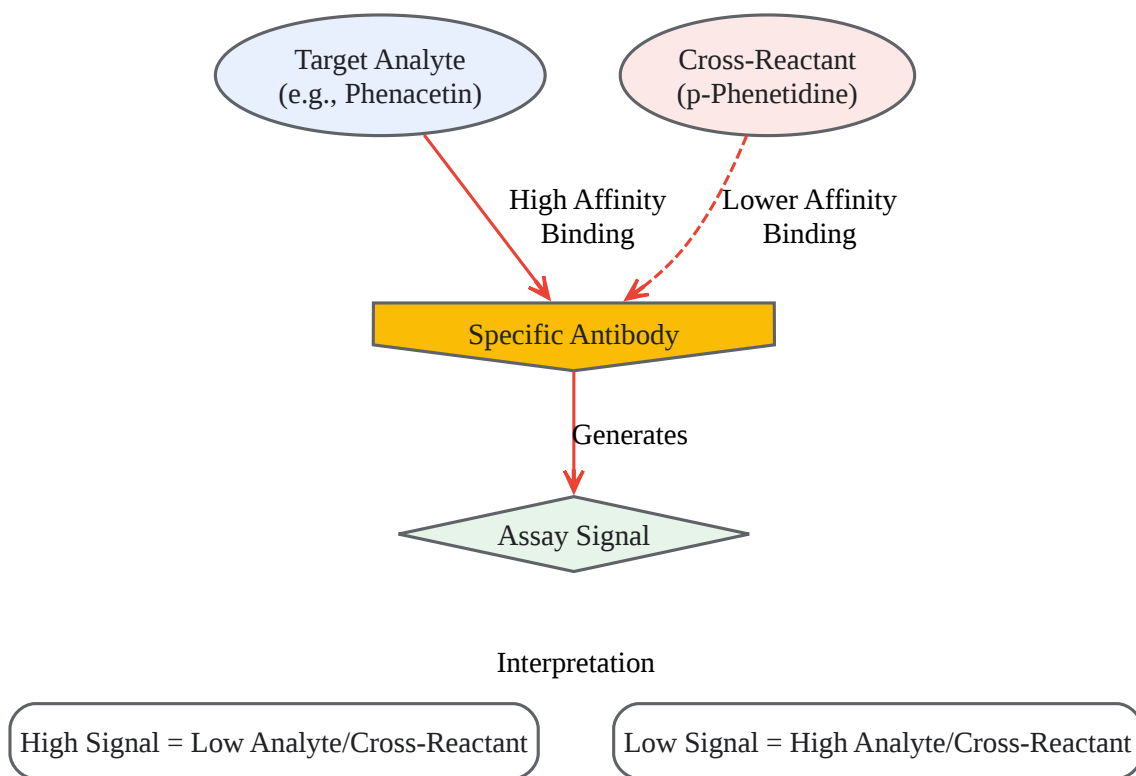 Target Analyte
(e.g., Phenacetin)
Cross-Reactant
(p-Phenetidine)
High Affinity
Binding
Lower Affinity
Binding
Specific Antibody
Generates
Assay Signal
Interpretation
High Signal = Low Analyte/Cross-Reactant
Low Signal = High Analyte/Cross-Reactant